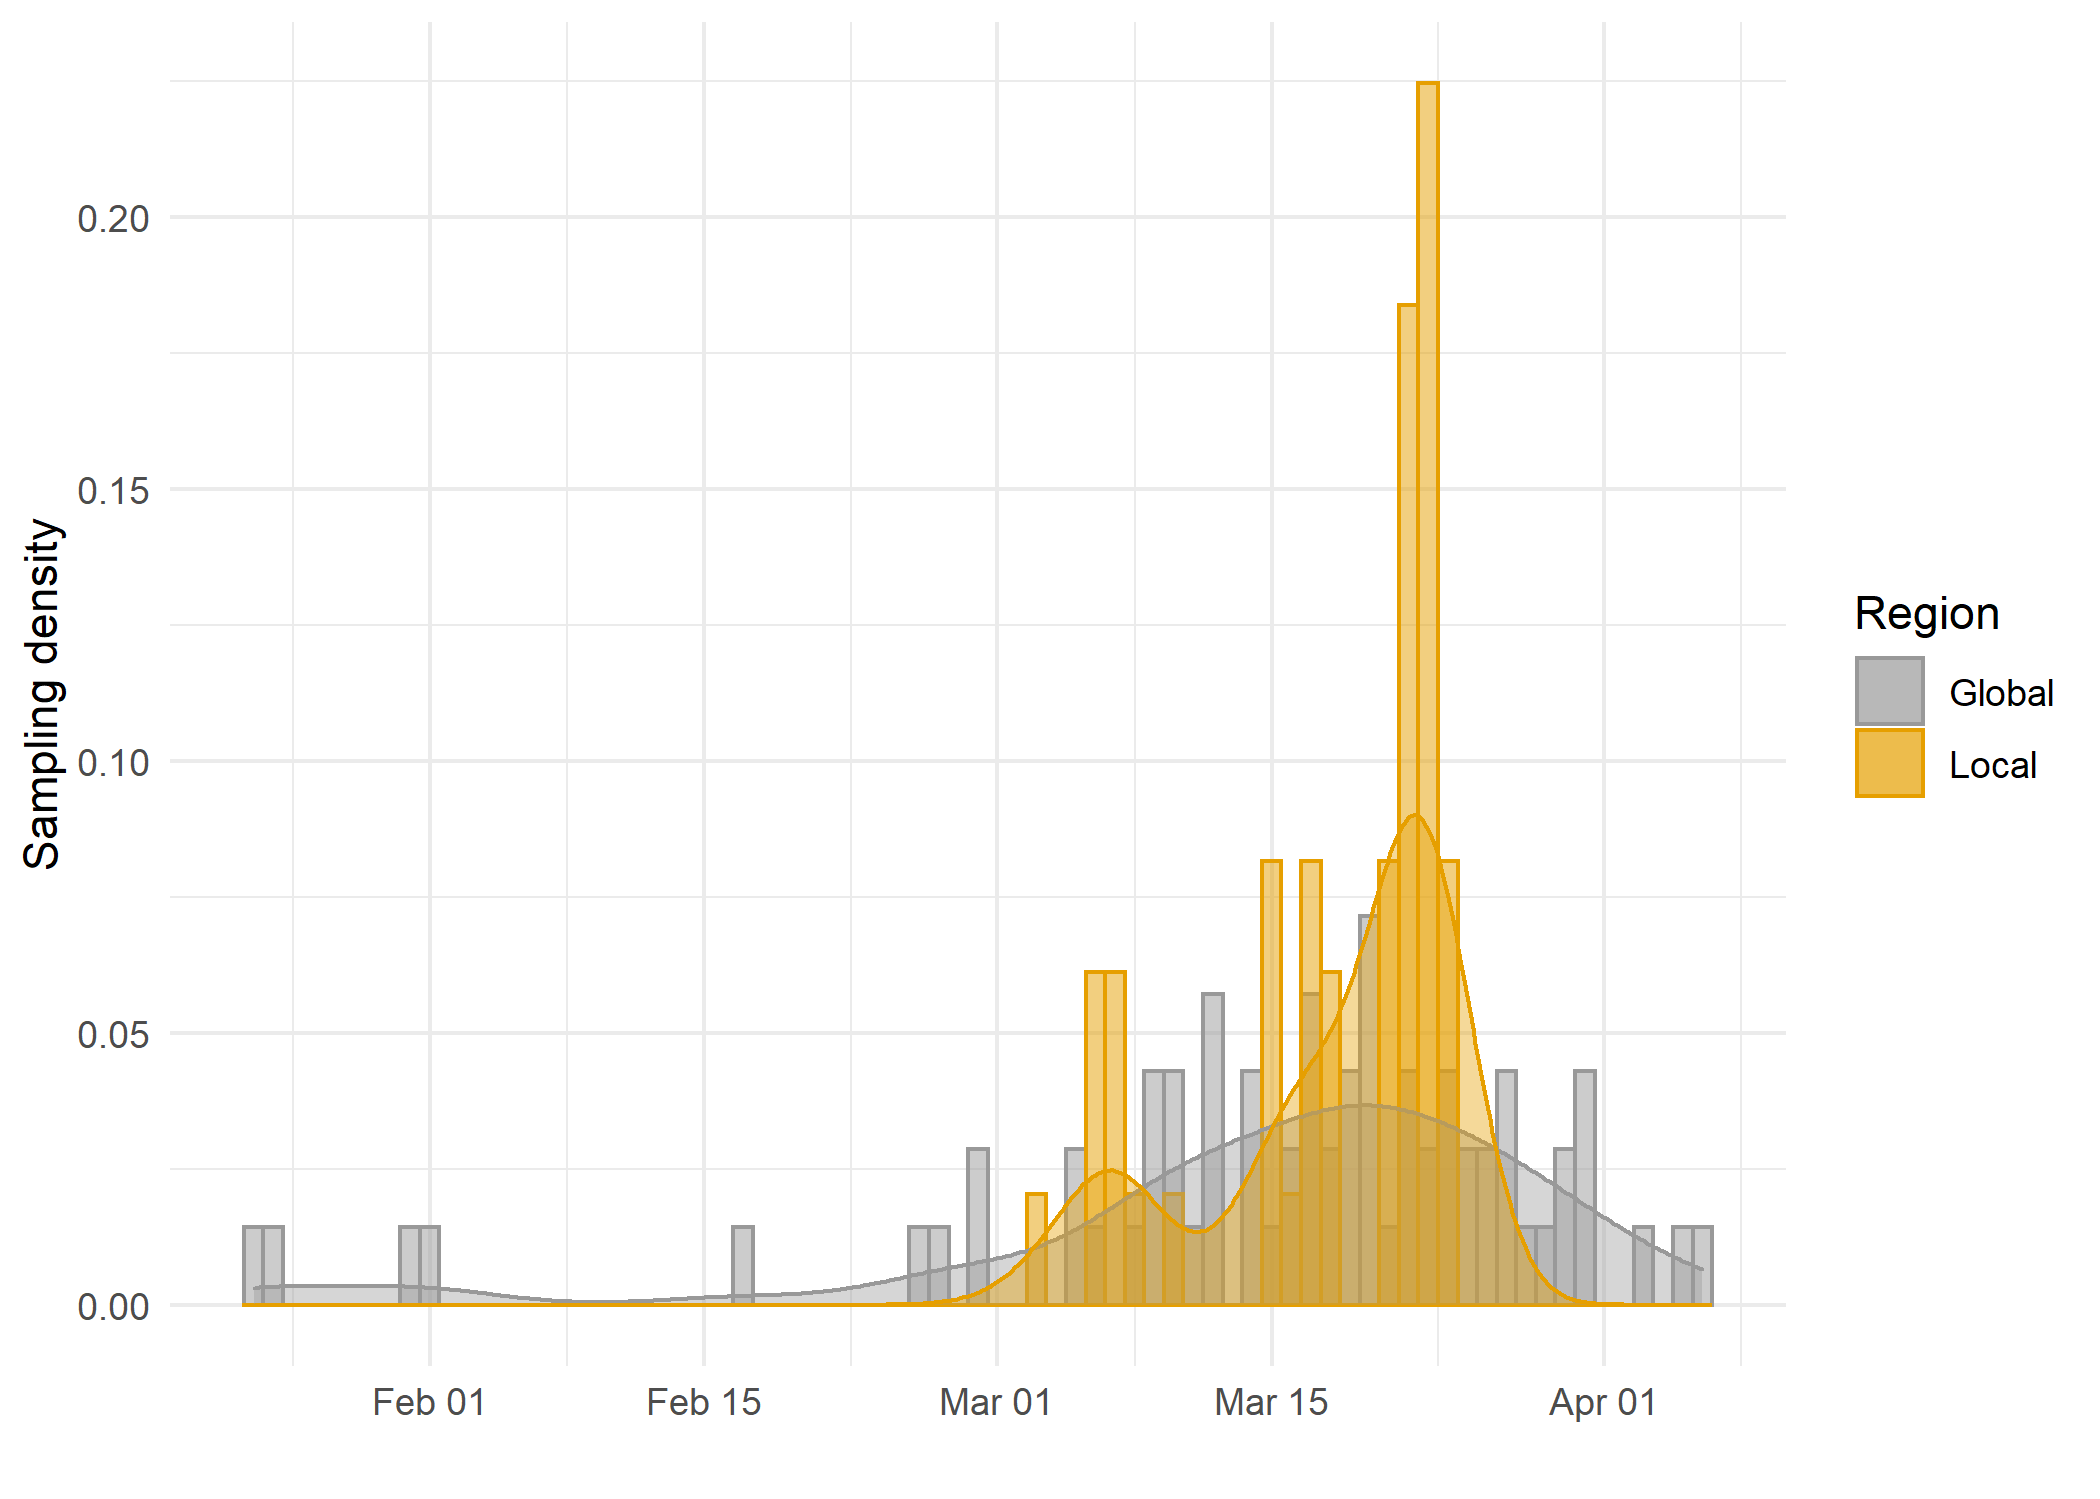 Sampling density
0.20
0.15
0.10
0.05
0.00
Feb 01
Feb 15
Mar 01
Mar 15
Apr 01
Region
Global
Local